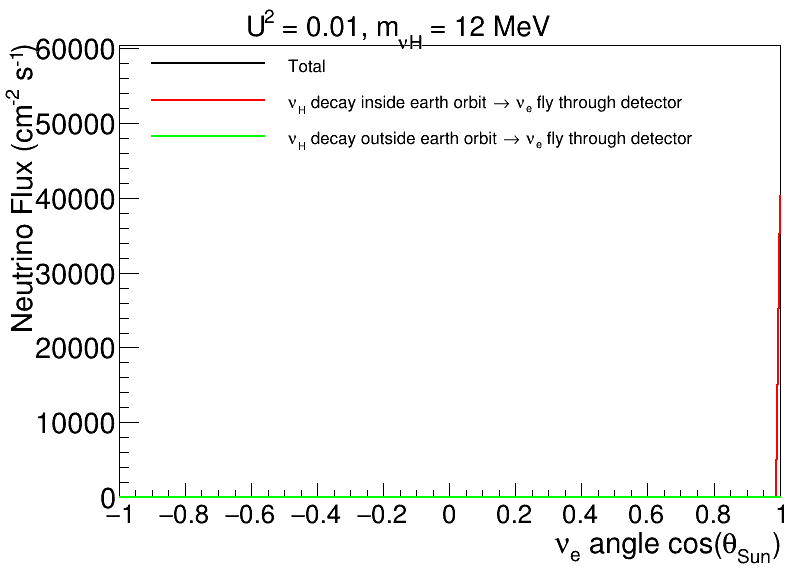 U² = 0.01, m_νH = 12 MeV
Neutrino Flux (cm⁻² s⁻¹)
60000
50000
40000
30000
20000
10000
0
Total
ν_H decay inside earth orbit → ν_e fly through detector
ν_H decay outside earth orbit → ν_e fly through detector
−1 −0.8 −0.6 −0.4 −0.2 0 0.2 0.4 0.6 0.8 1
ν_e angle cos(θ_Sun)